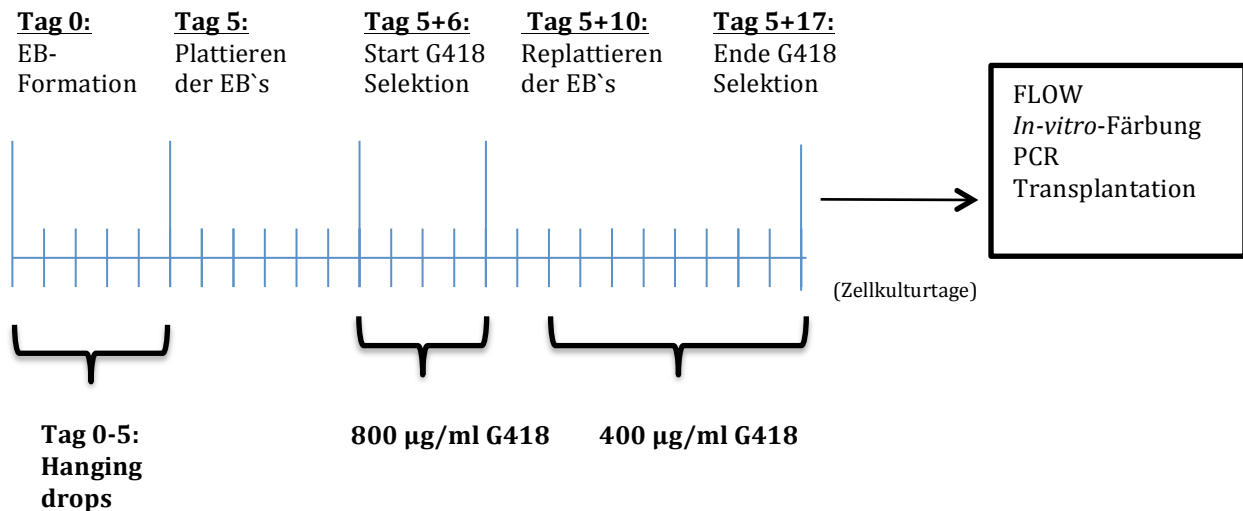 Tag 0:
EB-
Formation
Tag 5:
Plattieren
der EB`s
Tag 5+6:
Start G418
Selektion
Tag 5+10:
Replattieren
der EB`s
Tag 5+17:
Ende G418
Selektion
FLOW
In-vitro-Färbung
PCR
Transplantation
(Zellkulturtage)
Tag 0-5:
Hanging
drops
800 µg/ml G418
400 µg/ml G418